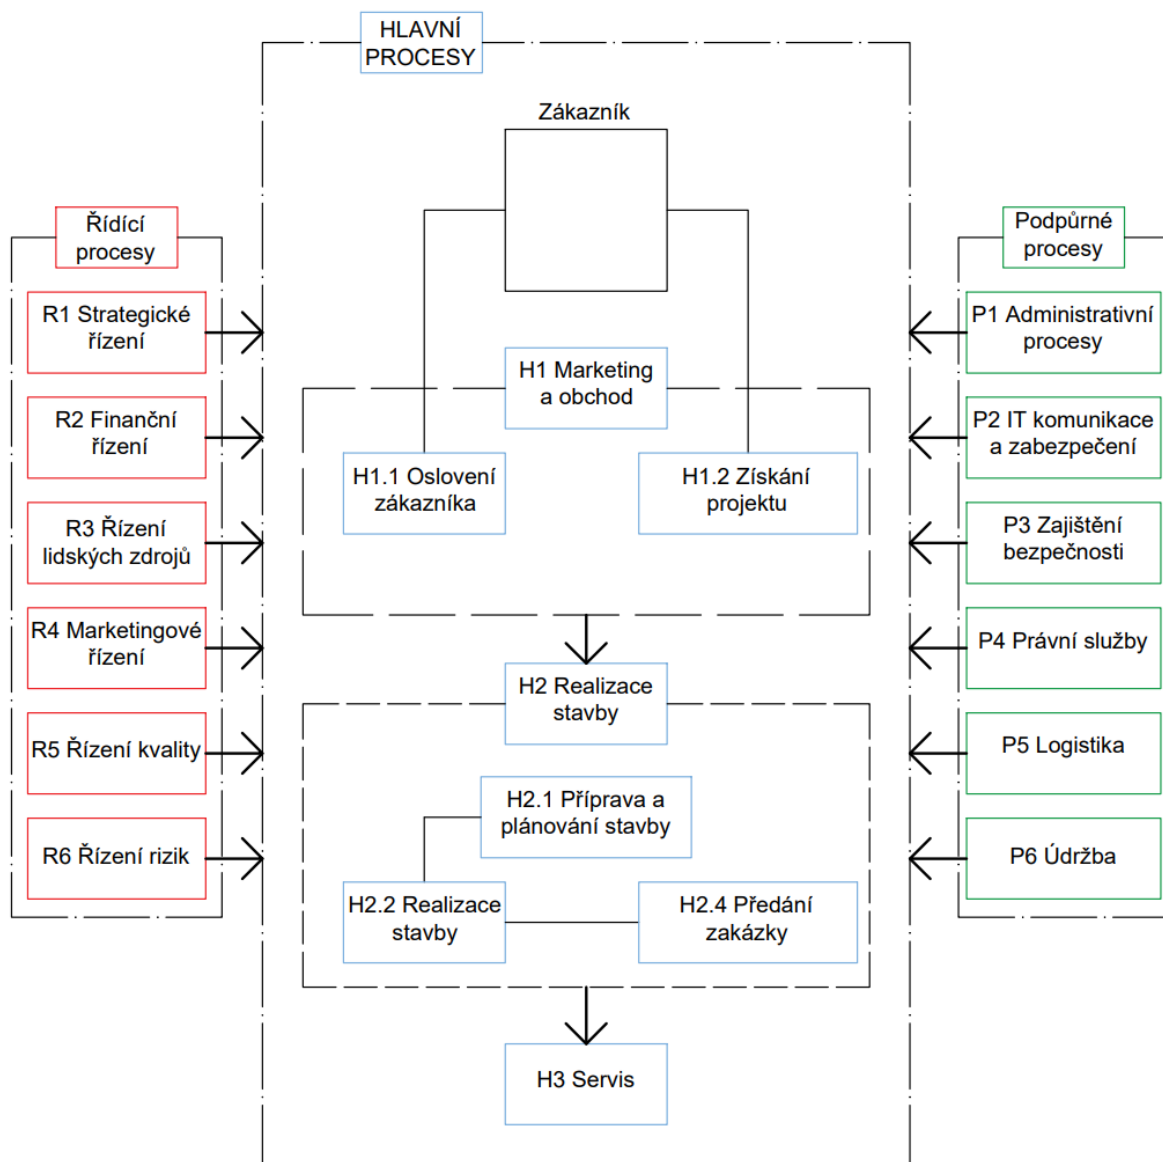 HLAVNÍ
PROCESY
Zákazník
Řídící
procesy
R1 Strategické
řízení
R2 Finanční
řízení
R3 Řízení
lidských zdrojů
R4 Marketingové
řízení
R5 Řízení kvality
R6 Řízení rizik
H1 Marketing
a obchod
H1.1 Oslovení
zákazníka
H1.2 Získání
projektu
H2 Realizace
stavby
H2.1 Příprava a
plánování stavby
H2.2 Realizace
stavby
H2.4 Předání
zakázky
H3 Servis
Podpůrné
procesy
P1 Administrativní
procesy
P2 IT komunikace
a zabezpečení
P3 Zajištění
bezpečnosti
P4 Právní služby
P5 Logistika
P6 Údržba